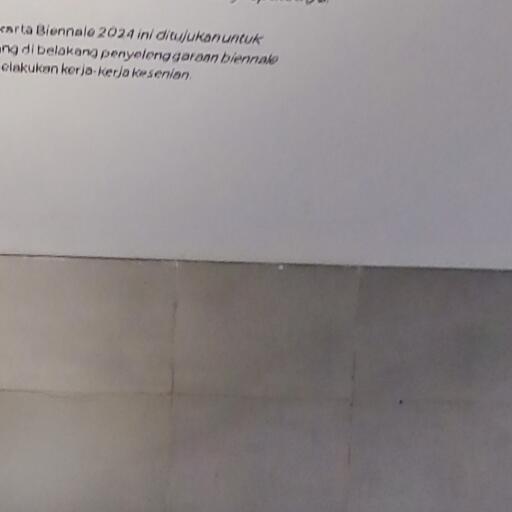 karta Biennale 2024 ini ditujukan untuk
ang di belakang penyelenggaraan biennale
elakukan kerja-kerja kesenian.